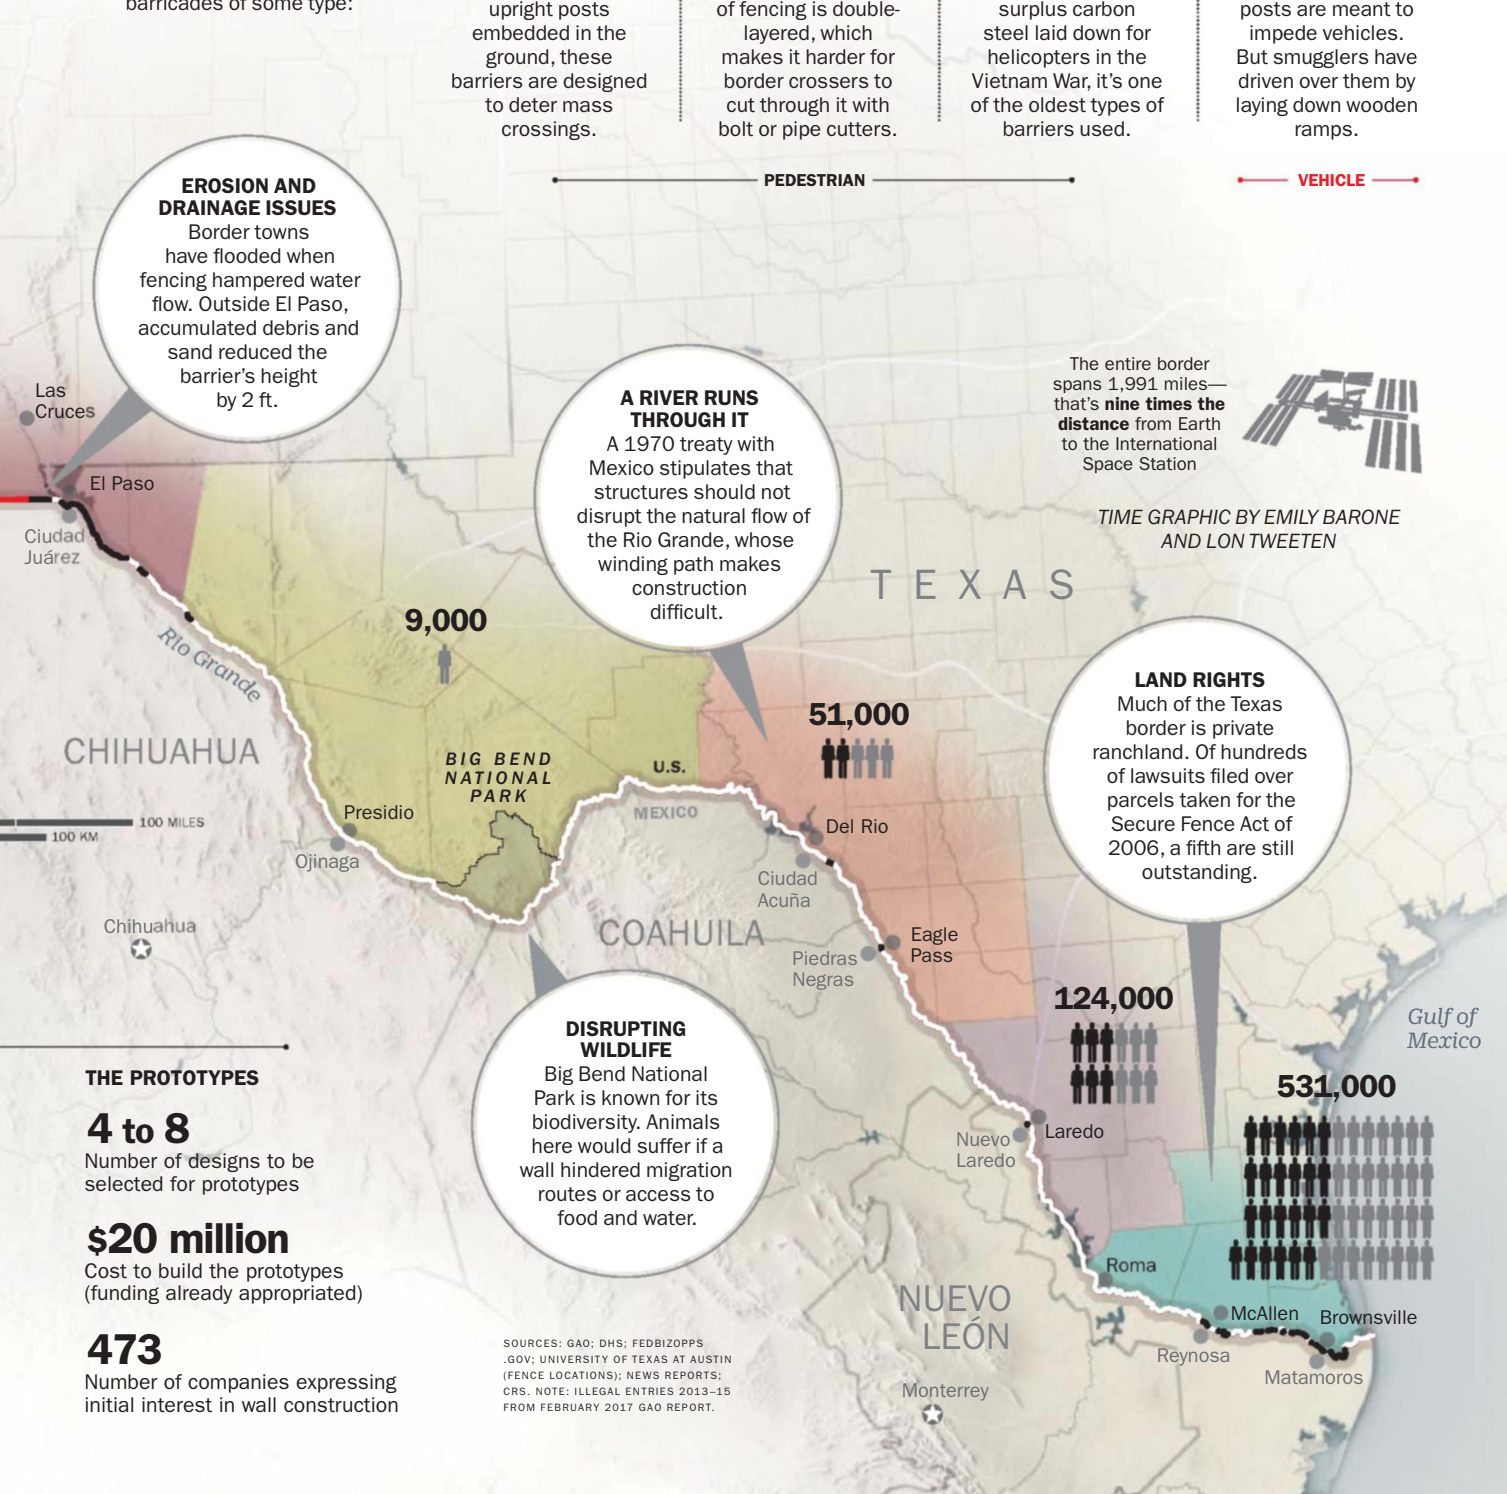 barricades of some type:
upright posts
embedded in the
ground, these
barriers are designed
to deter mass
crossings.
of fencing is double-
layered, which
makes it harder for
border crossers to
cut through it with
bolt or pipe cutters.
surplus carbon
steel laid down for
helicopters in the
Vietnam War, it's one
of the oldest types of
barriers used.
posts are meant to
impede vehicles.
But smugglers have
driven over them by
laying down wooden
ramps.
PEDESTRIAN
VEHICLE
EROSION AND
DRAINAGE ISSUES
Border towns
have flooded when
fencing hampered water
flow. Outside El Paso,
accumulated debris and
sand reduced the
barrier's height
by 2 ft.
A RIVER RUNS
THROUGH IT
A 1970 treaty with
Mexico stipulates that
structures should not
disrupt the natural flow of
the Rio Grande, whose
winding path makes
construction
difficult.
The entire border
spans 1,991 miles—
that's nine times the
distance from Earth
to the International
Space Station
TIME GRAPHIC BY EMILY BARONE
AND LON TWEETEN
Las
Cruces
El Paso
Ciudad
Juárez
Rio Grande
TEXAS
9,000
51,000
LAND RIGHTS
Much of the Texas
border is private
ranchland. Of hundreds
of lawsuits filed over
parcels taken for the
Secure Fence Act of
2006, a fifth are still
outstanding.
CHIHUAHUA
BIG BEND
NATIONAL
PARK
U.S.
MEXICO
100 MILES
100 KM
Presidio
Ojinaga
Del Rio
Ciudad
Acuña
Chihuahua
COAHUILA
Eagle
Pass
Piedras
Negras
124,000
Gulf of
Mexico
DISRUPTING
WILDLIFE
Big Bend National
Park is known for its
biodiversity. Animals
here would suffer if a
wall hindered migration
routes or access to
food and water.
531,000
THE PROTOTYPES
4 to 8
Number of designs to be
selected for prototypes
$20 million
Cost to build the prototypes
(funding already appropriated)
473
Number of companies expressing
initial interest in wall construction
Nuevo
Laredo
Laredo
Roma
NUEVO
LEÓN
McAllen
Brownsville
Reynosa
Matamoros
Monterrey
SOURCES: GAO; DHS; FEDBIZOPPS
.GOV; UNIVERSITY OF TEXAS AT AUSTIN
(FENCE LOCATIONS); NEWS REPORTS;
CRS. NOTE: ILLEGAL ENTRIES 2013–15
FROM FEBRUARY 2017 GAO REPORT.